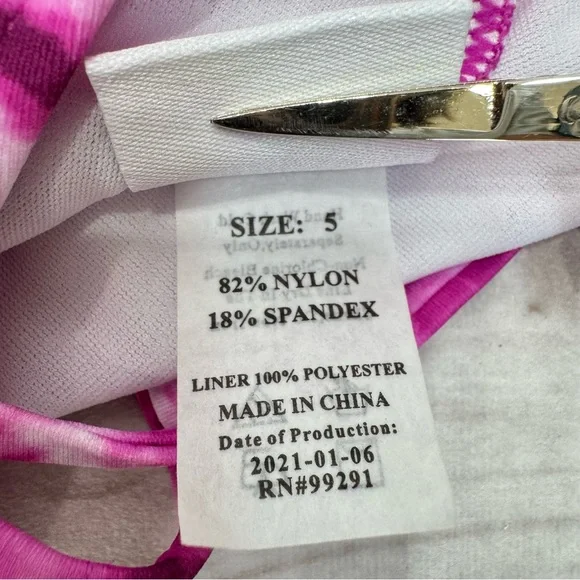 SIZE: 5
82% NYLON
18% SPANDEX
LINER 100% POLYESTER
MADE IN CHINA
Date of Production:
2021-01-06
RN#99291